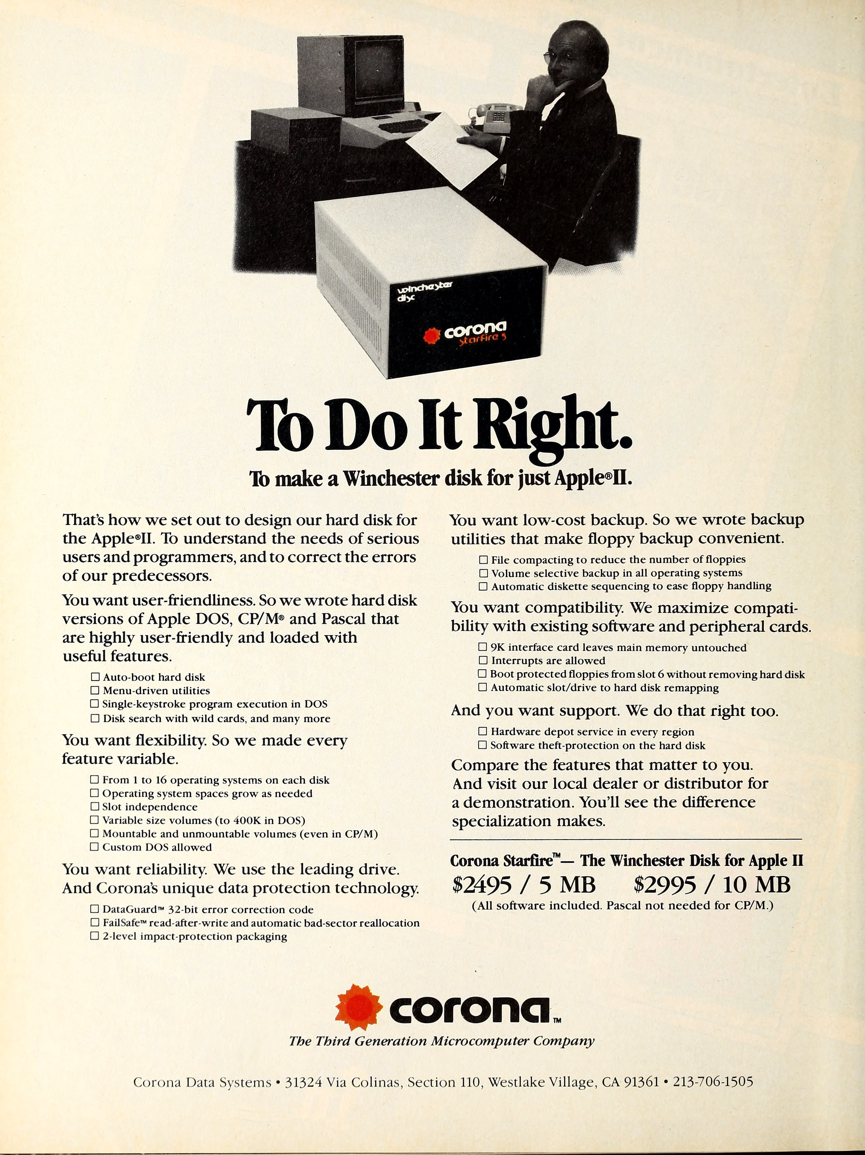 winchester
disc
corona
starfire 5
To Do It Right.
To make a Winchester disk for just Apple®II.
That's how we set out to design our hard disk for
the Apple®II. To understand the needs of serious
users and programmers, and to correct the errors
of our predecessors.
You want user-friendliness. So we wrote hard disk
versions of Apple DOS, CP/M® and Pascal that
are highly user-friendly and loaded with
useful features.
☐ Auto-boot hard disk
☐ Menu-driven utilities
☐ Single-keystroke program execution in DOS
☐ Disk search with wild cards, and many more
You want flexibility. So we made every
feature variable.
☐ From 1 to 16 operating systems on each disk
☐ Operating system spaces grow as needed
☐ Slot independence
☐ Variable size volumes (to 400K in DOS)
☐ Mountable and unmountable volumes (even in CP/M)
☐ Custom DOS allowed
You want reliability. We use the leading drive.
And Corona's unique data protection technology.
☐ DataGuard™ 32-bit error correction code
☐ FailSafe™ read-after-write and automatic bad-sector reallocation
☐ 2-level impact-protection packaging
You want low-cost backup. So we wrote backup
utilities that make floppy backup convenient.
☐ File compacting to reduce the number of floppies
☐ Volume selective backup in all operating systems
☐ Automatic diskette sequencing to ease floppy handling
You want compatibility. We maximize compati-
bility with existing software and peripheral cards.
☐ 9K interface card leaves main memory untouched
☐ Interrupts are allowed
☐ Boot protected floppies from slot 6 without removing hard disk
☐ Automatic slot/drive to hard disk remapping
And you want support. We do that right too.
☐ Hardware depot service in every region
☐ Software theft-protection on the hard disk
Compare the features that matter to you.
And visit our local dealer or distributor for
a demonstration. You'll see the difference
specialization makes.
Corona Starfire™— The Winchester Disk for Apple II
$2495 / 5 MB $2995 / 10 MB
(All software included. Pascal not needed for CP/M.)
corona™
The Third Generation Microcomputer Company
Corona Data Systems • 31324 Via Colinas, Section 110, Westlake Village, CA 91361 • 213-706-1505